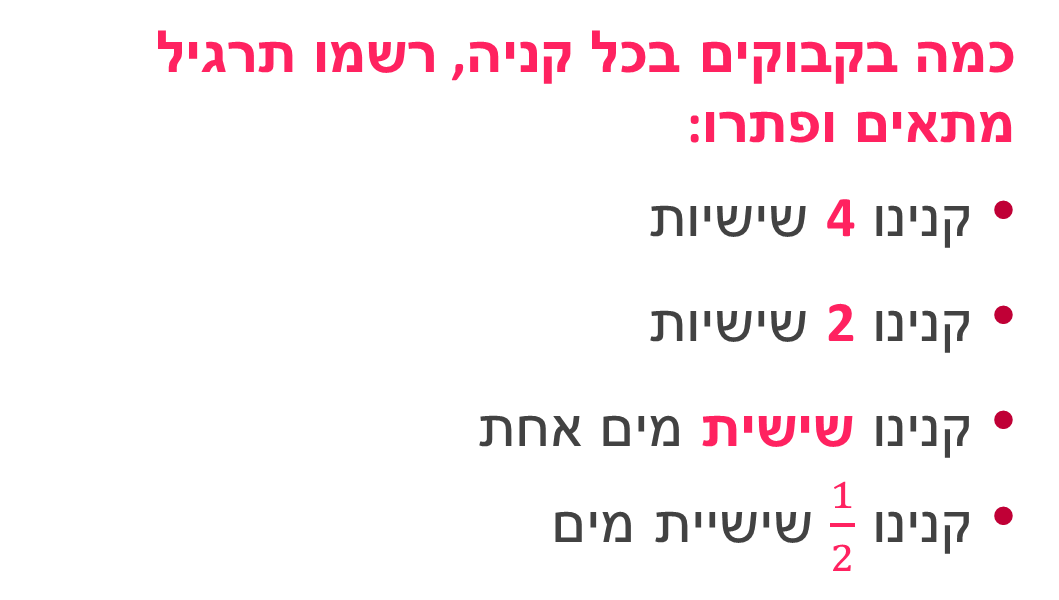 כמה בקבוקים בכל קניה, רשמו תרגיל
מתאים ופתרו:
• קנינו 4 שישיות
• קנינו 2 שישיות
• קנינו שישית מים אחת
• קנינו 1/2 שישיית מים